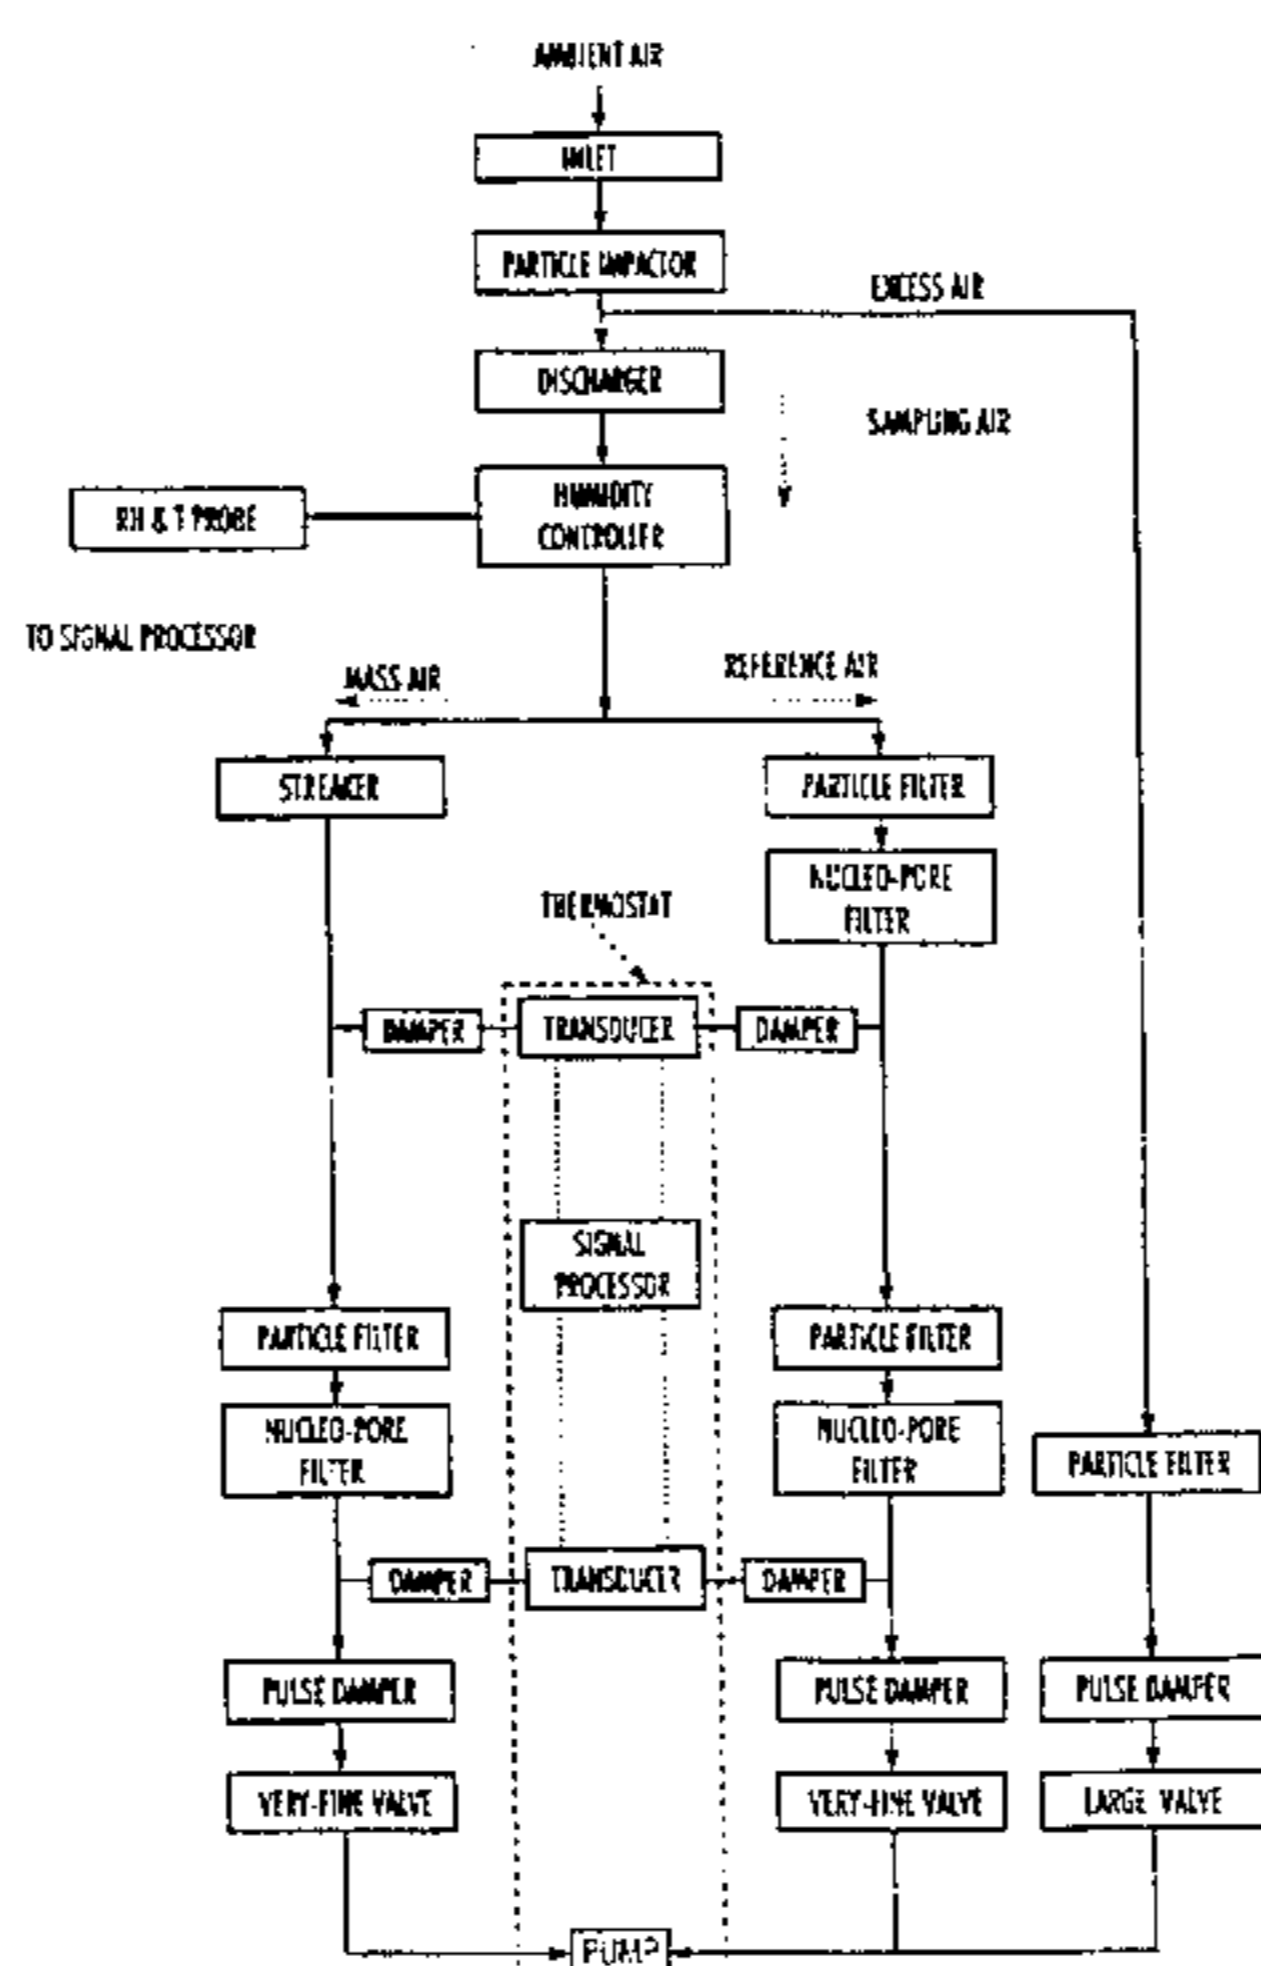 AMBIENT AIR
INLET
PARTICLE IMPACTOR
EXCESS AIR
DISCHARGER
SAMPLING AIR
RH & T PROBE
HUMIDITY
CONTROLLER
TO SIGNAL PROCESSOR
MASS AIR
REFERENCE AIR
STREAKER
PARTICLE FILTER
NUCLEO-PORE
FILTER
THERMOSTAT
DAMPER
TRANSDUCER
DAMPER
SIGNAL
PROCESSOR
PARTICLE FILTER
PARTICLE FILTER
NUCLEO-PORE
FILTER
NUCLEO-PORE
FILTER
PARTICLE FILTER
DAMPER
TRANSDUCER
DAMPER
PULSE DAMPER
PULSE DAMPER
PULSE DAMPER
VERY-FINE VALVE
VERY-FINE VALVE
LARGE VALVE
PUMP